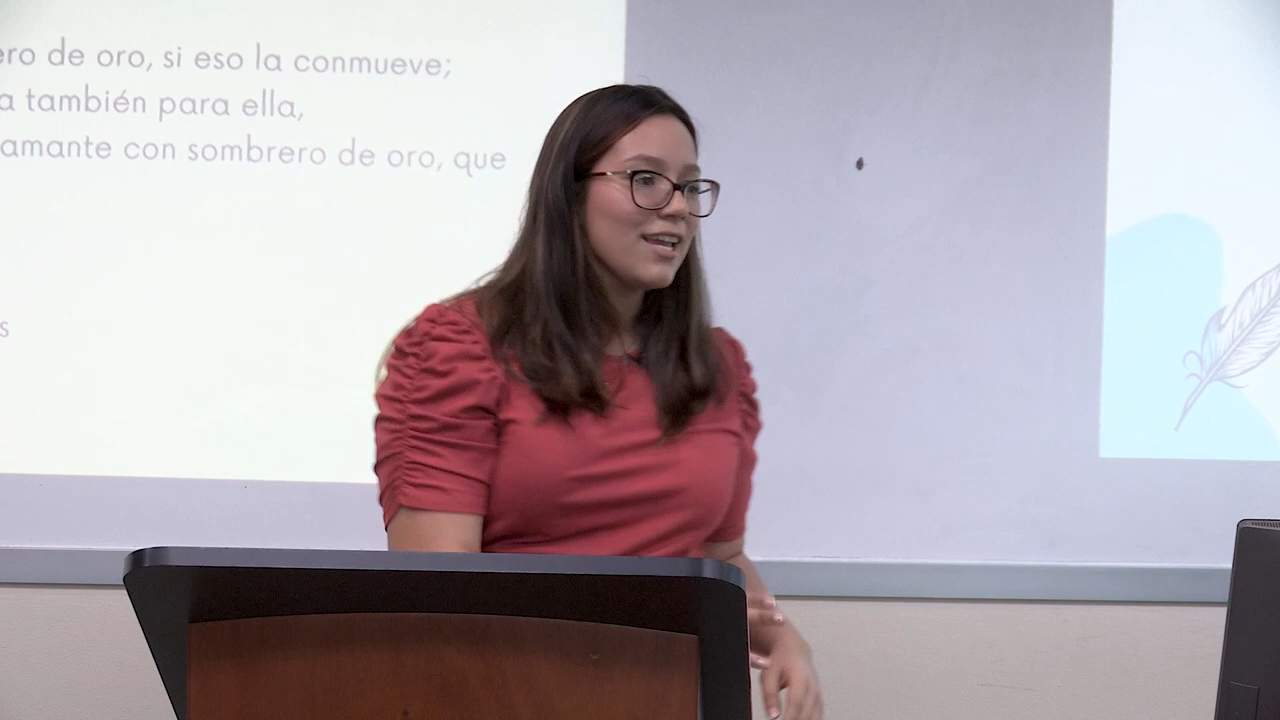 ero de oro, si eso la conmueve;
a también para ella,
amante con sombrero de oro, que
s